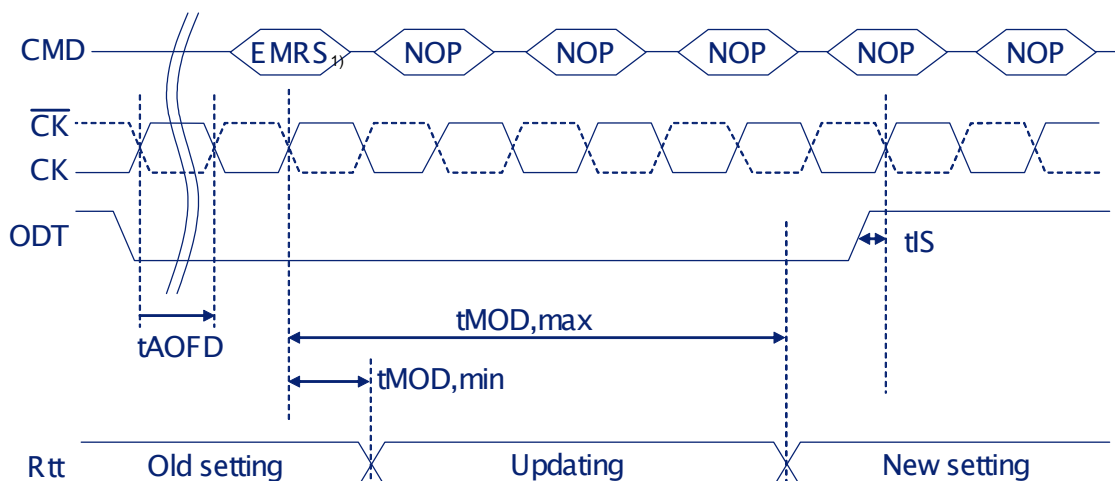 CMD EMRS 1) NOP NOP NOP NOP NOP
C̅K̅
CK
ODT
tIS
tMOD,max
tAOFD
tMOD,min
Rtt Old setting Updating New setting